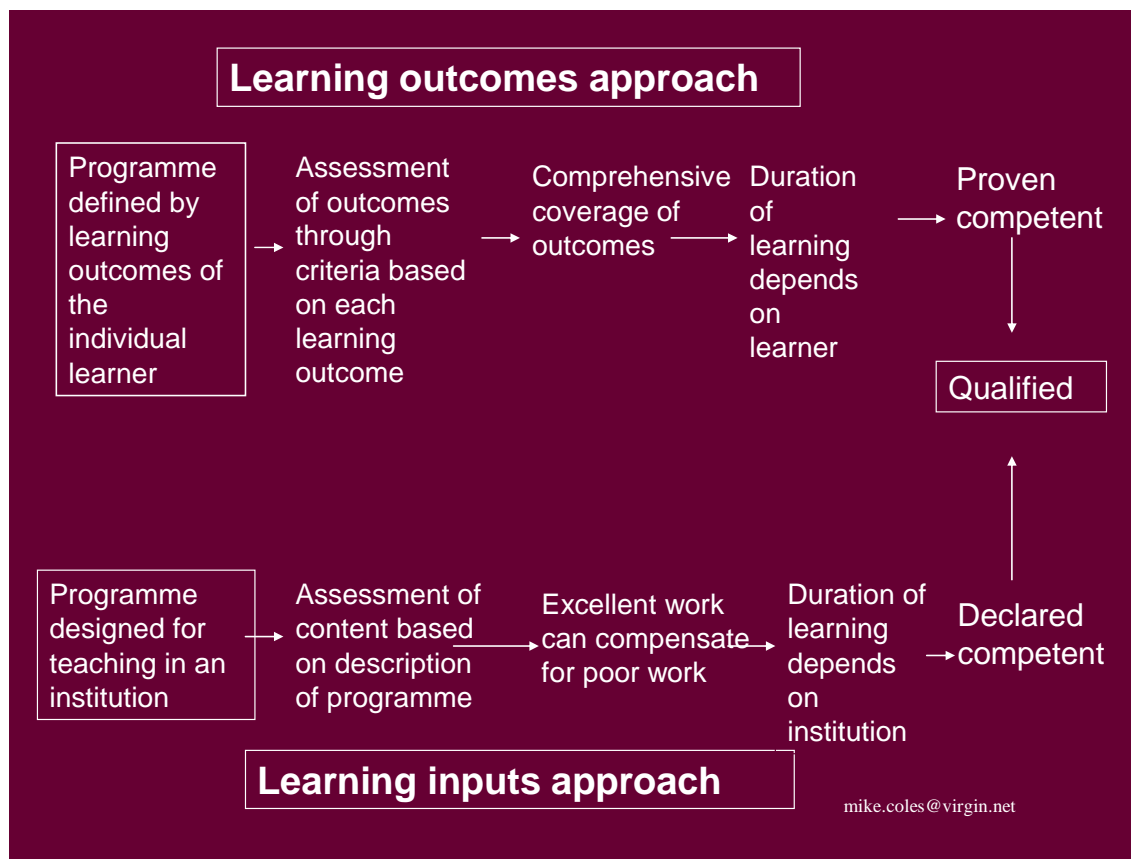 Learning outcomes approach
Programme
defined by
learning
outcomes of
the
individual
learner
Assessment
of outcomes
through
criteria based
on each
learning
outcome
Comprehensive
coverage of
outcomes
Duration
of
learning
depends
on
learner
Proven
competent
Qualified
Programme
designed for
teaching in an
institution
Assessment of
content based
on description
of programme
Excellent work
can compensate
for poor work
Duration of
learning
depends
on
institution
Declared
competent
Learning inputs approach
mike.coles@virgin.net